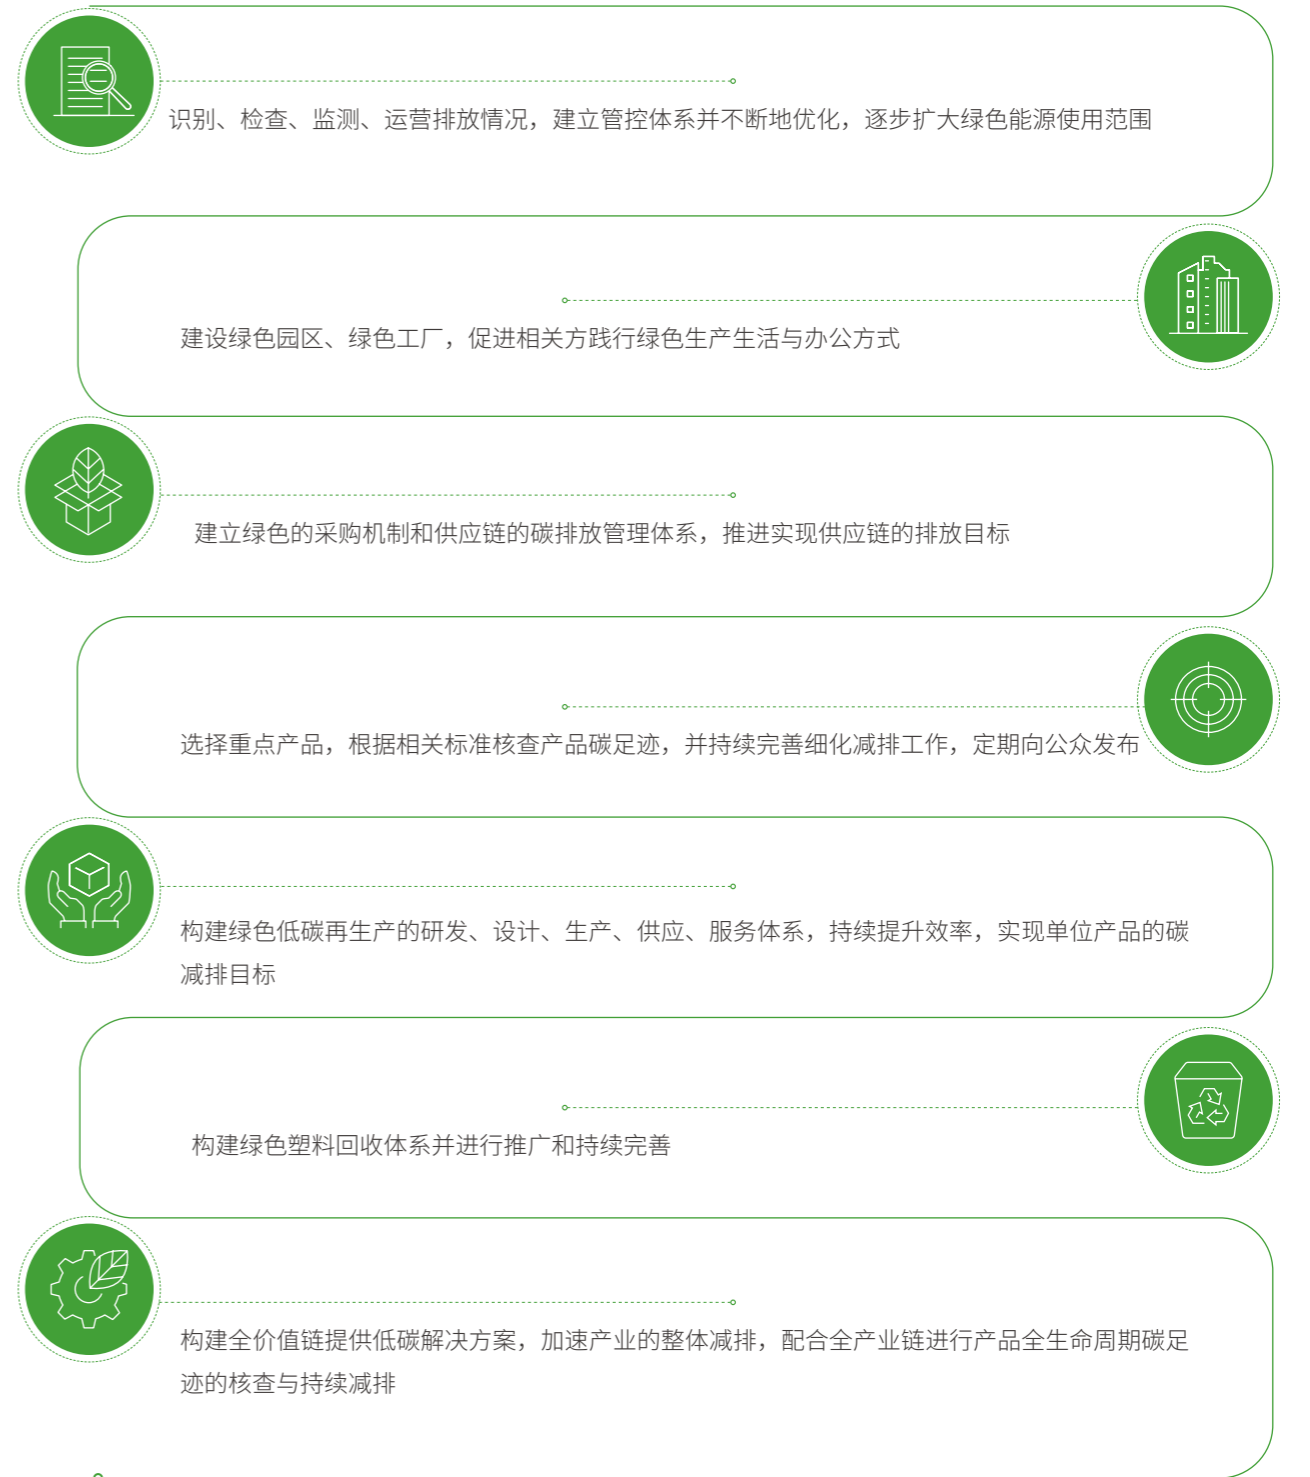 识别、检查、监测、运营排放情况，建立管控体系并不断地优化，逐步扩大绿色能源使用范围
建设绿色园区、绿色工厂，促进相关方践行绿色生产生活与办公方式
建立绿色的采购机制和供应链的碳排放管理体系，推进实现供应链的排放目标
选择重点产品，根据相关标准核查产品碳足迹，并持续完善细化减排工作，定期向公众发布
构建绿色低碳再生产的研发、设计、生产、供应、服务体系，持续提升效率，实现单位产品的碳
减排目标
构建绿色塑料回收体系并进行推广和持续完善
构建全价值链提供低碳解决方案，加速产业的整体减排，配合全产业链进行产品全生命周期碳足
迹的核查与持续减排